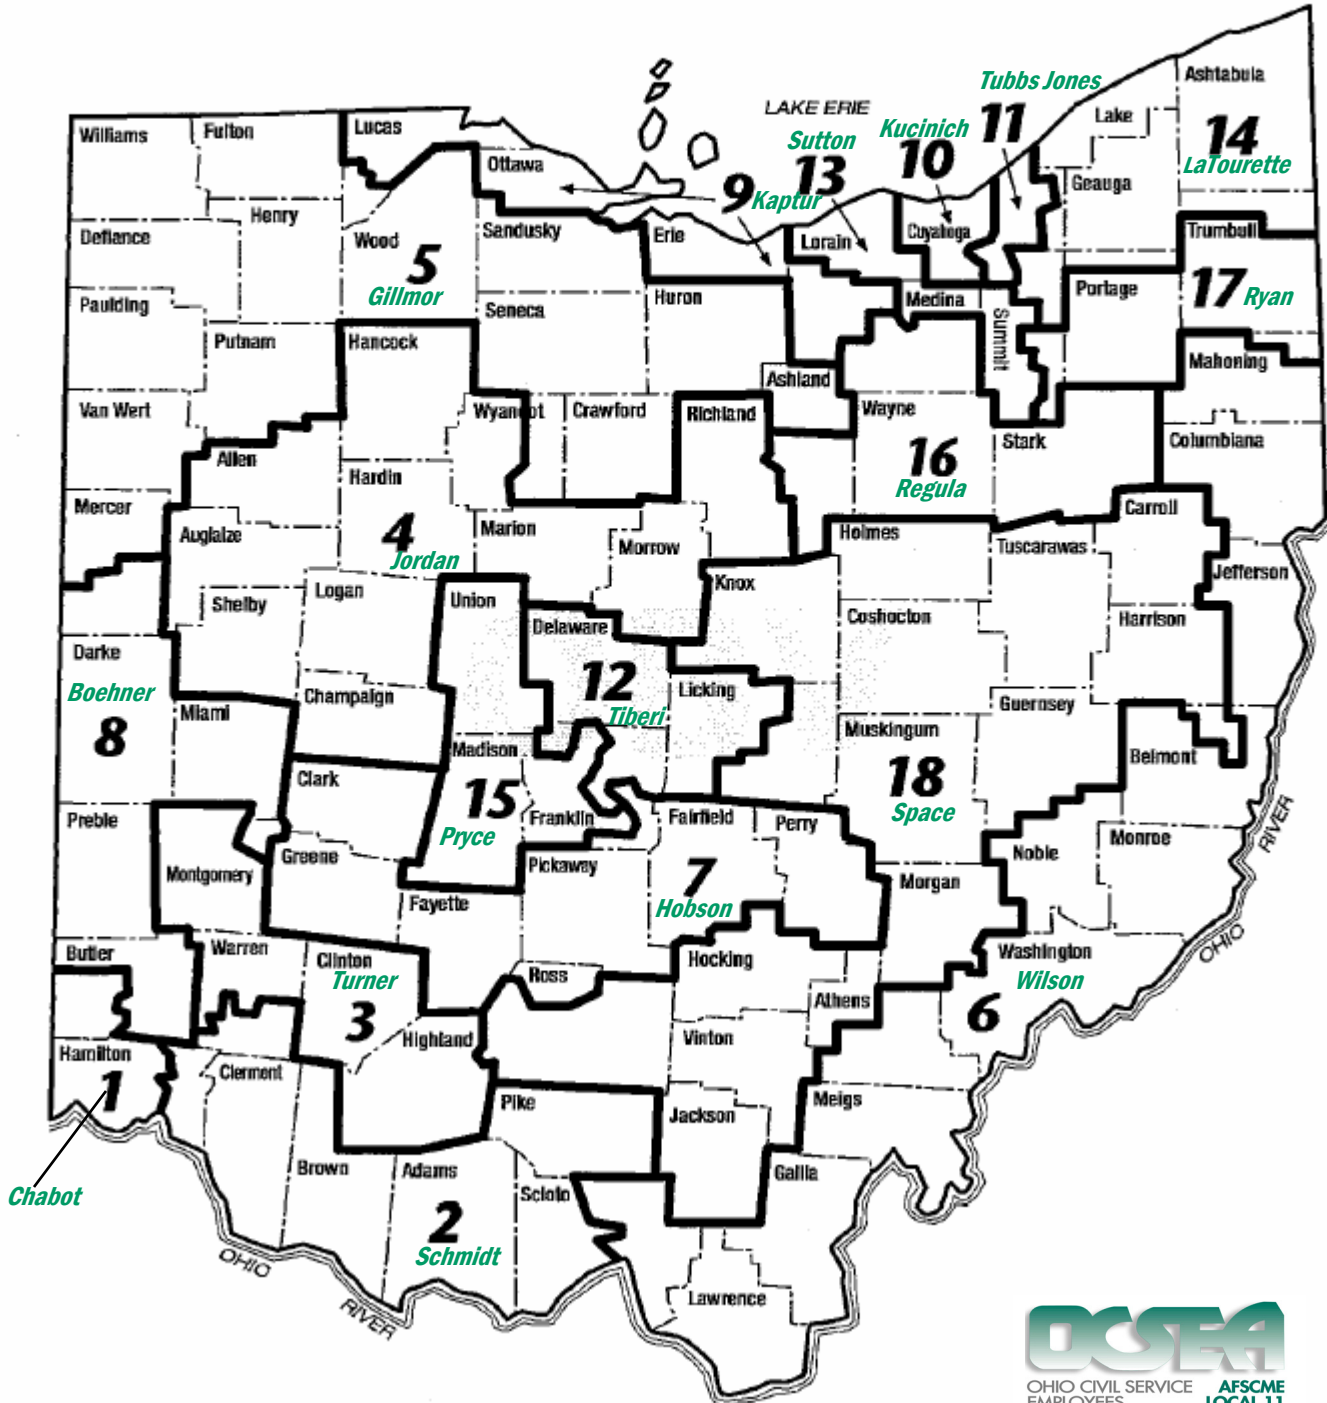 Tubbs Jones
Ashtabula
LAKE ERIE
Lake
11
Williams
Fulton
Lucas
Sutton
Kucinich
14
LaTourette
Ottawa
13
10
Geauga
9
Kaptur
Henry
Defiance
Wood
Sandusky
Erie
Lorain
Cuyahoga
Trumbull
5
Gillmor
Paulding
Seneca
Huron
Medina
Portage
17
Ryan
Putnam
Hancock
Summit
Mahoning
Ashland
Van Wert
Wyandot
Crawford
Richland
Wayne
Stark
Columbiana
Allen
Hardin
16
Regula
Mercer
Auglaize
4
Jordan
Marion
Morrow
Holmes
Tuscarawas
Carroll
Jefferson
Shelby
Logan
Union
Knox
Delaware
Coshocton
Harrison
Darke
Boehner
8
Miami
Champaign
12
Tiberi
Licking
Guernsey
Muskingum
Belmont
Madison
Clark
15
Pryce
Franklin
18
Space
Preble
Fairfield
Perry
Montgomery
Greene
Pickaway
7
Hobson
Morgan
Noble
Monroe
RIVER
Fayette
Butler
Warren
Clinton
Turner
3
Ross
Hocking
Washington
Wilson
OHIO
Athens
6
Hamilton
1
Clermont
Highland
Vinton
Pike
Jackson
Meigs
Chabot
Brown
Adams
Scioto
Gallia
2
Schmidt
OHIO
RIVER
Lawrence
OCSEA
OHIO CIVIL SERVICE AFSCME
EMPLOYEES LOCAL 11